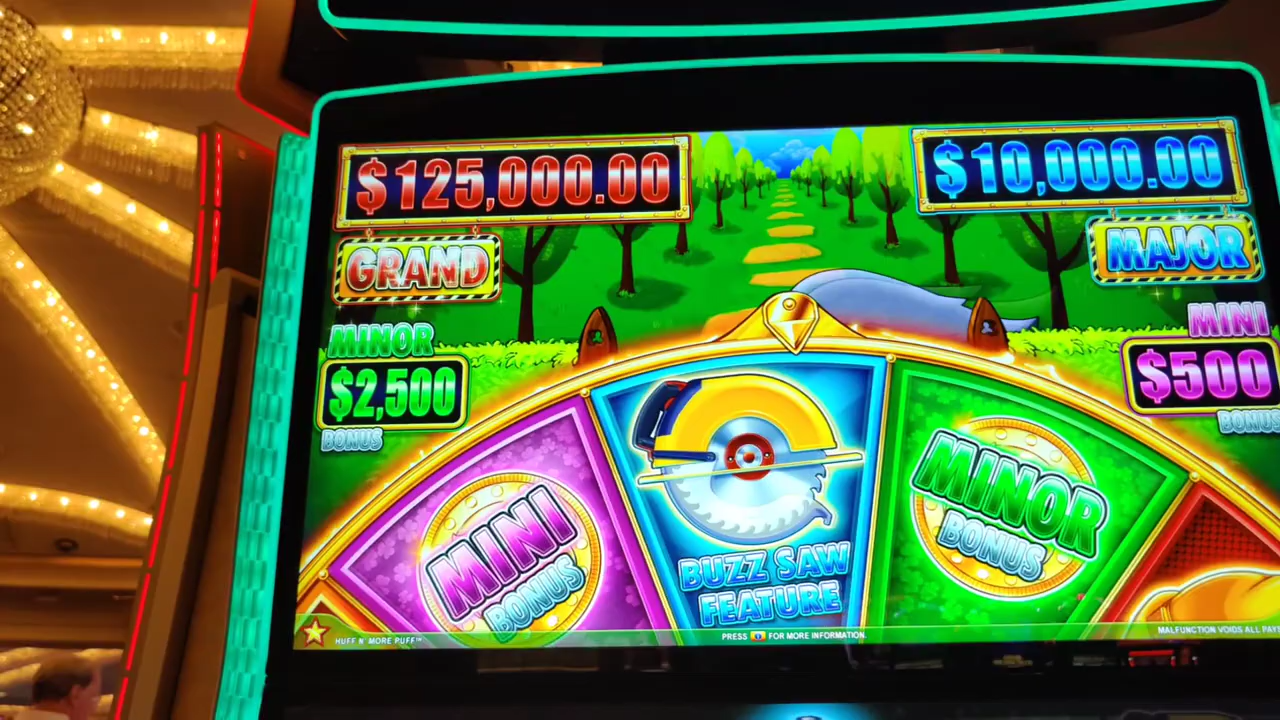 $125,000.00
$10,000.00
GRAND
MAJOR
MINOR
$2,500
BONUS
MINI
$500
BONUS
MINI
BONUS
BUZZ SAW
FEATURE
MINOR
BONUS
HUFF N' MORE PUFF™
PRESS FOR MORE INFORMATION.
MALFUNCTION VOIDS ALL PAYS